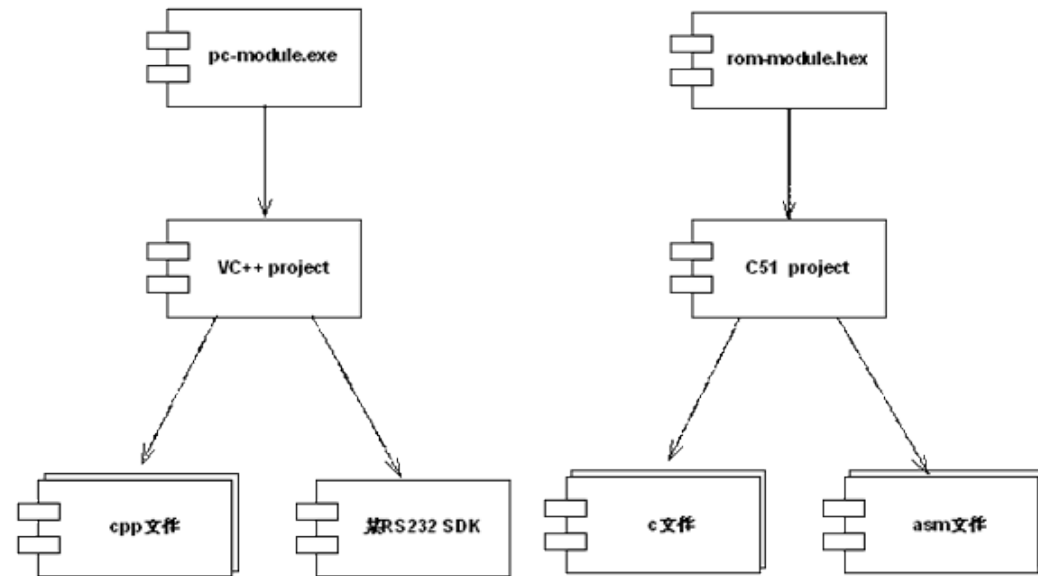 pc-module.exe
rom-module.hex
VC++ project
C51 project
cpp文件
某RS232 SDK
c文件
asm文件